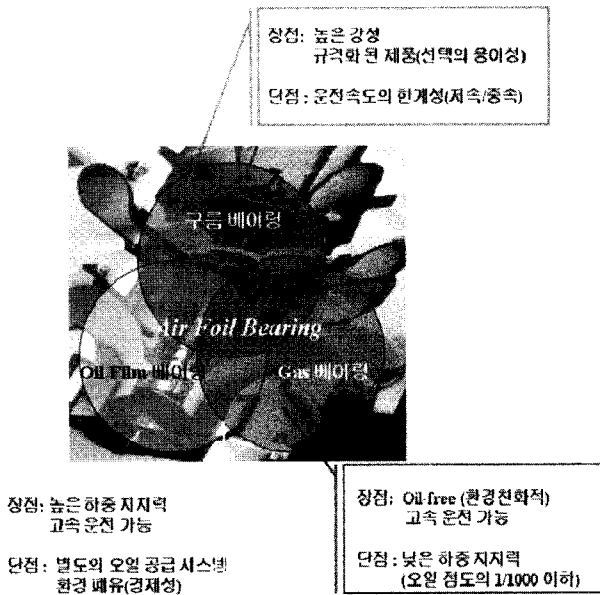 장점: 높은 강성
규격화 된 제품(선택의 용이성)
단점 : 운전속도의 한계성(저속/중속)
구름 베어링
Air Foil Bearing
Oil Film 베어링
Gas 베어링
장점: 높은 하중 지지력
고속 운전 가능
단점 : 별도의 오일 공급 시스템
환경 폐유(경제성)
장점: Oil-free (환경친화적)
고속 운전 가능
단점 : 낮은 하중 지지력
(오일 점도의 1/1000 이하)